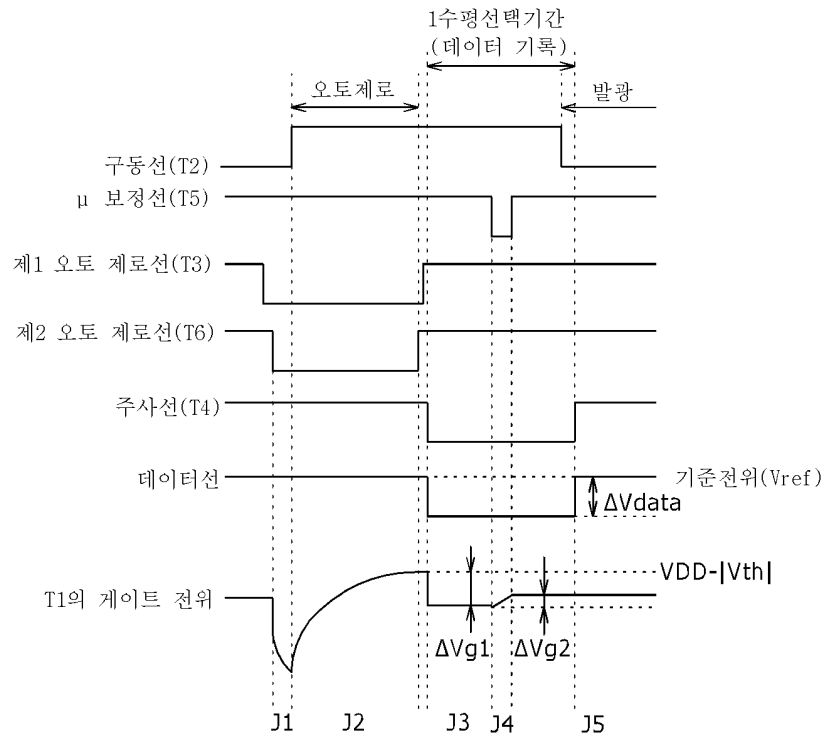 1수평선택기간
(데이터 기록)
오토제로
발광
구동선(T2)
μ 보정선(T5)
제1 오토 제로선(T3)
제2 오토 제로선(T6)
주사선(T4)
데이터선
기준전위(Vref)
ΔVdata
VDD-|Vth|
T1의 게이트 전위
ΔVg1
ΔVg2
J1
J2
J3
J4
J5